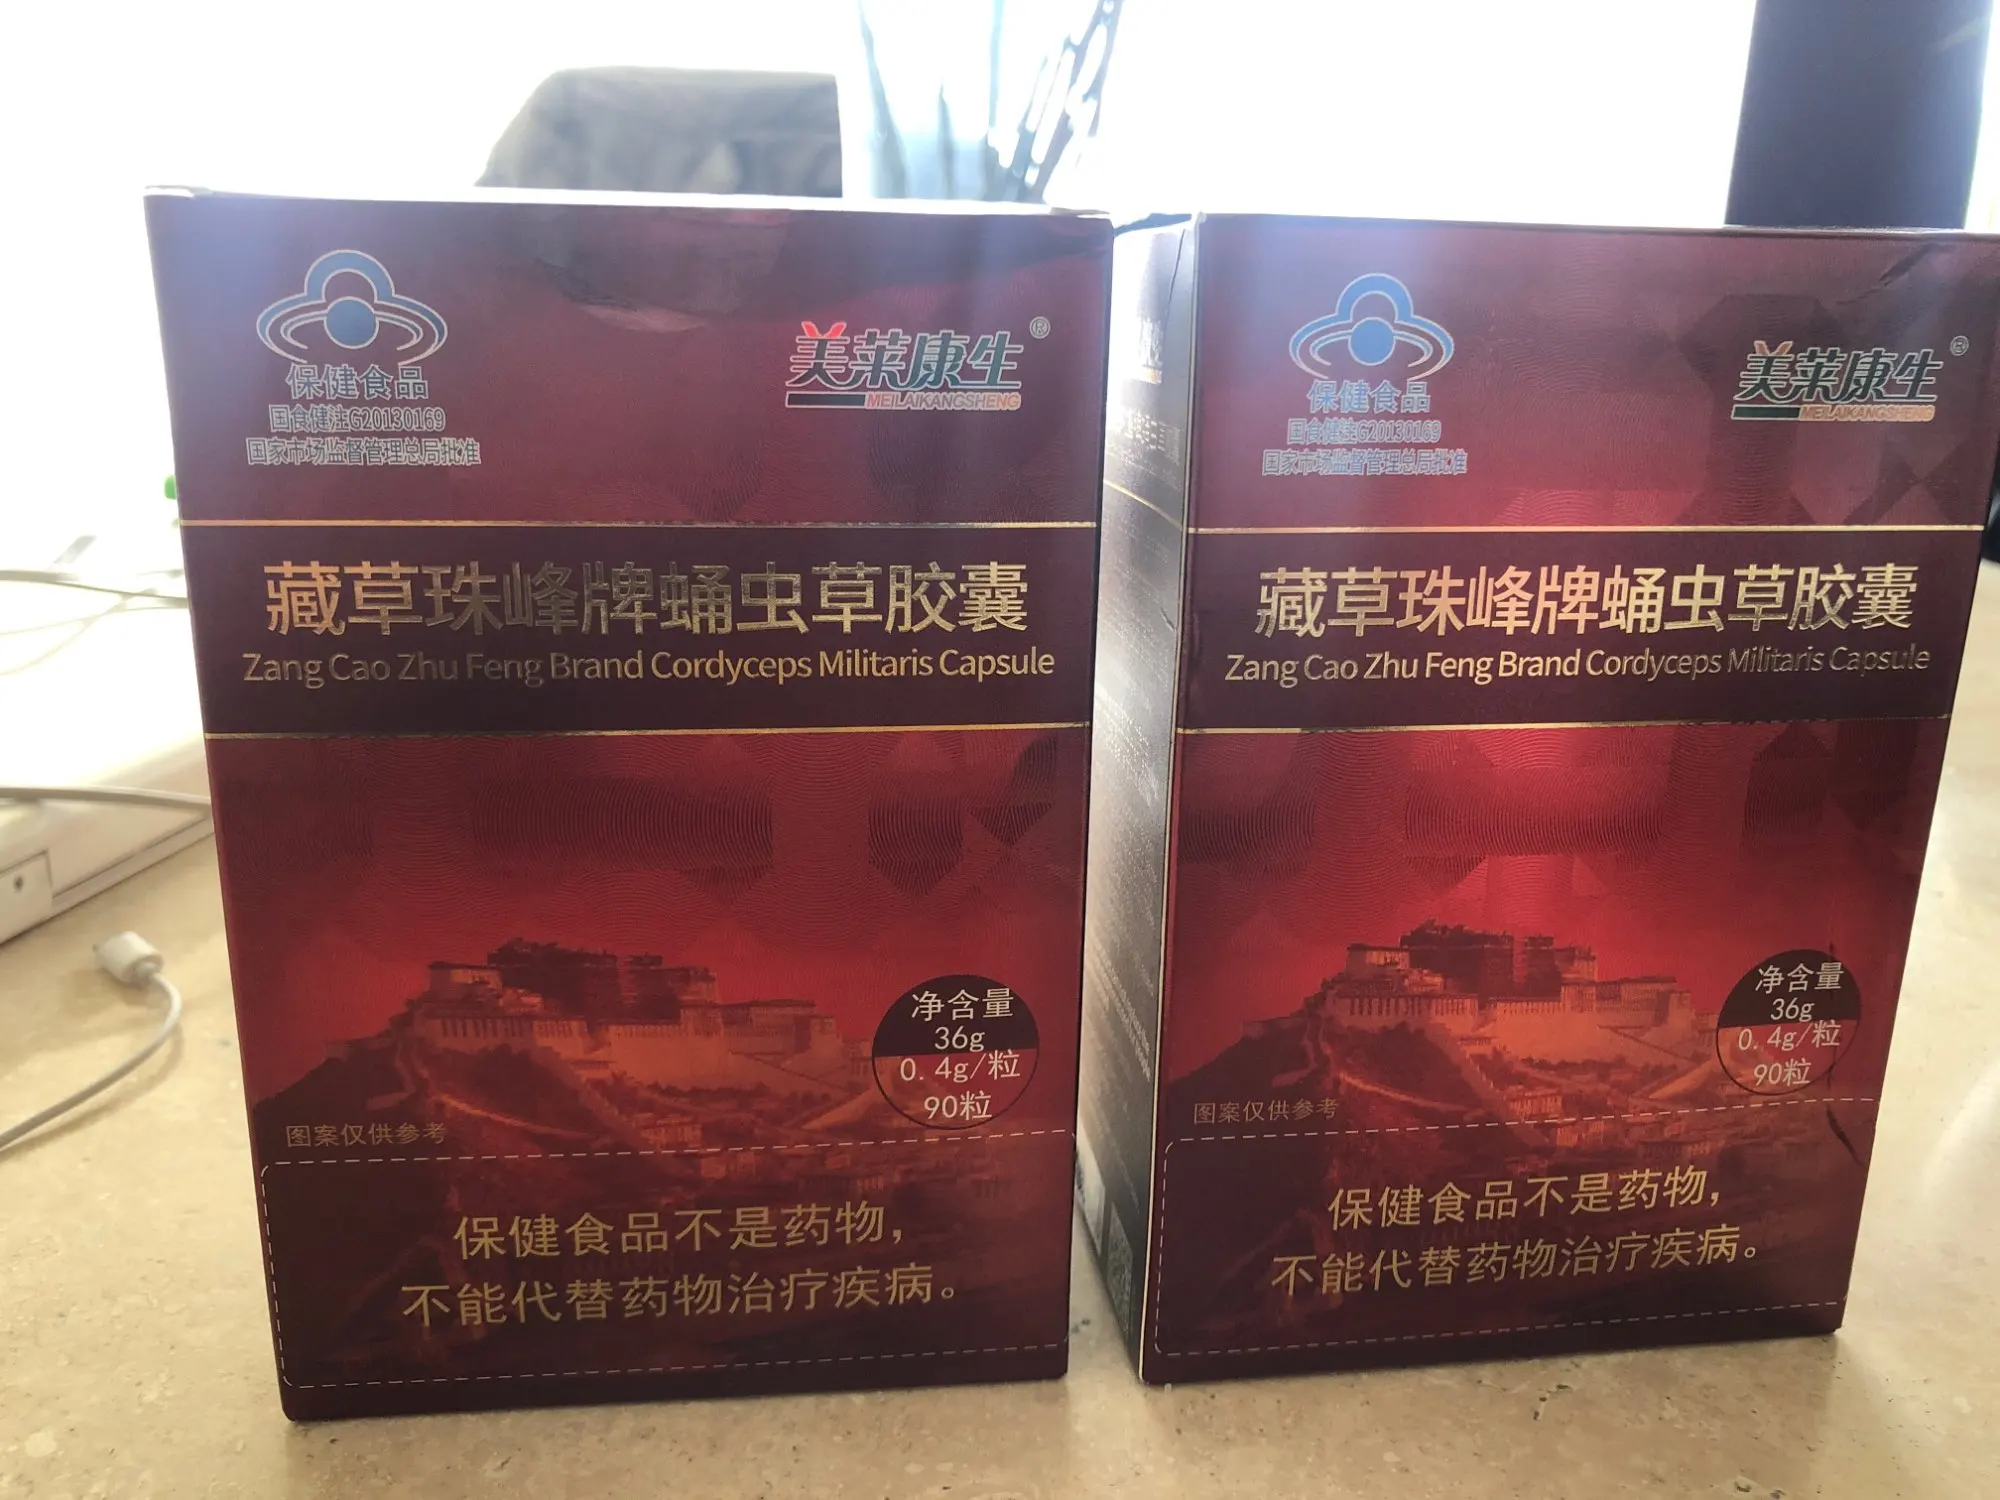 保健食品
国食健注G20130169
国家市场监督管理总局批准
美莱康生®
MEILAIKANGSHENG
藏草珠峰牌蛹虫草胶囊
Zang Cao Zhu Feng Brand Cordyceps Militaris Capsule
净含量
36g
0.4g/粒
90粒
图案仅供参考
保健食品不是药物,
不能代替药物治疗疾病。
保健食品
国食健注G20130169
国家市场监督管理总局批准
美莱康生®
MEILAIKANGSHENG
藏草珠峰牌蛹虫草胶囊
Zang Cao Zhu Feng Brand Cordyceps Militaris Capsule
净含量
36g
0.4g/粒
90粒
图案仅供参考
保健食品不是药物,
不能代替药物治疗疾病。